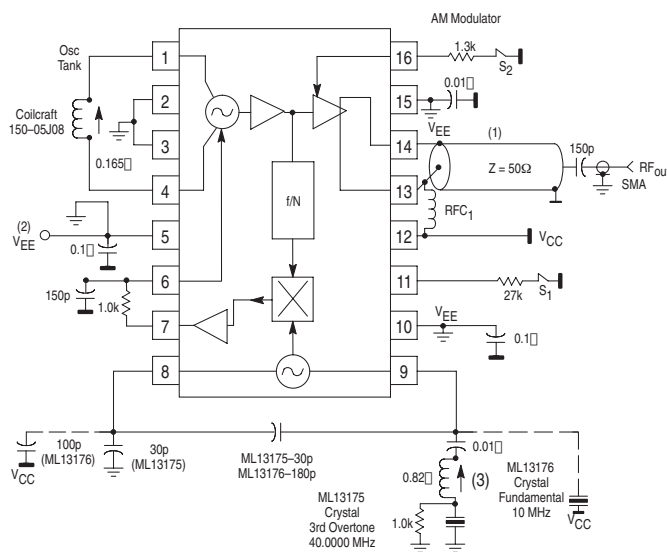 AM Modulator
Osc
Tank
1
16
1.3k
S2
Coilcraft
150–05J08
2
15
0.01▯
VEE
(1)
3
14
150p
Z = 50Ω
RFout
SMA
0.165▯
4
13
f/N
RFC1
(2)
VEE
5
12
VCC
0.1▯
6
11
27k
S1
150p
1.0k
7
10
VEE
0.1▯
8
9
100p
(ML13176)
VCC
30p
(ML13175)
ML13175–30p
ML13176–180p
0.01▯
0.82▯
(3)
ML13176
Crystal
Fundamental
10 MHz
VCC
ML13175
Crystal
3rd Overtone
40.0000 MHz
1.0k